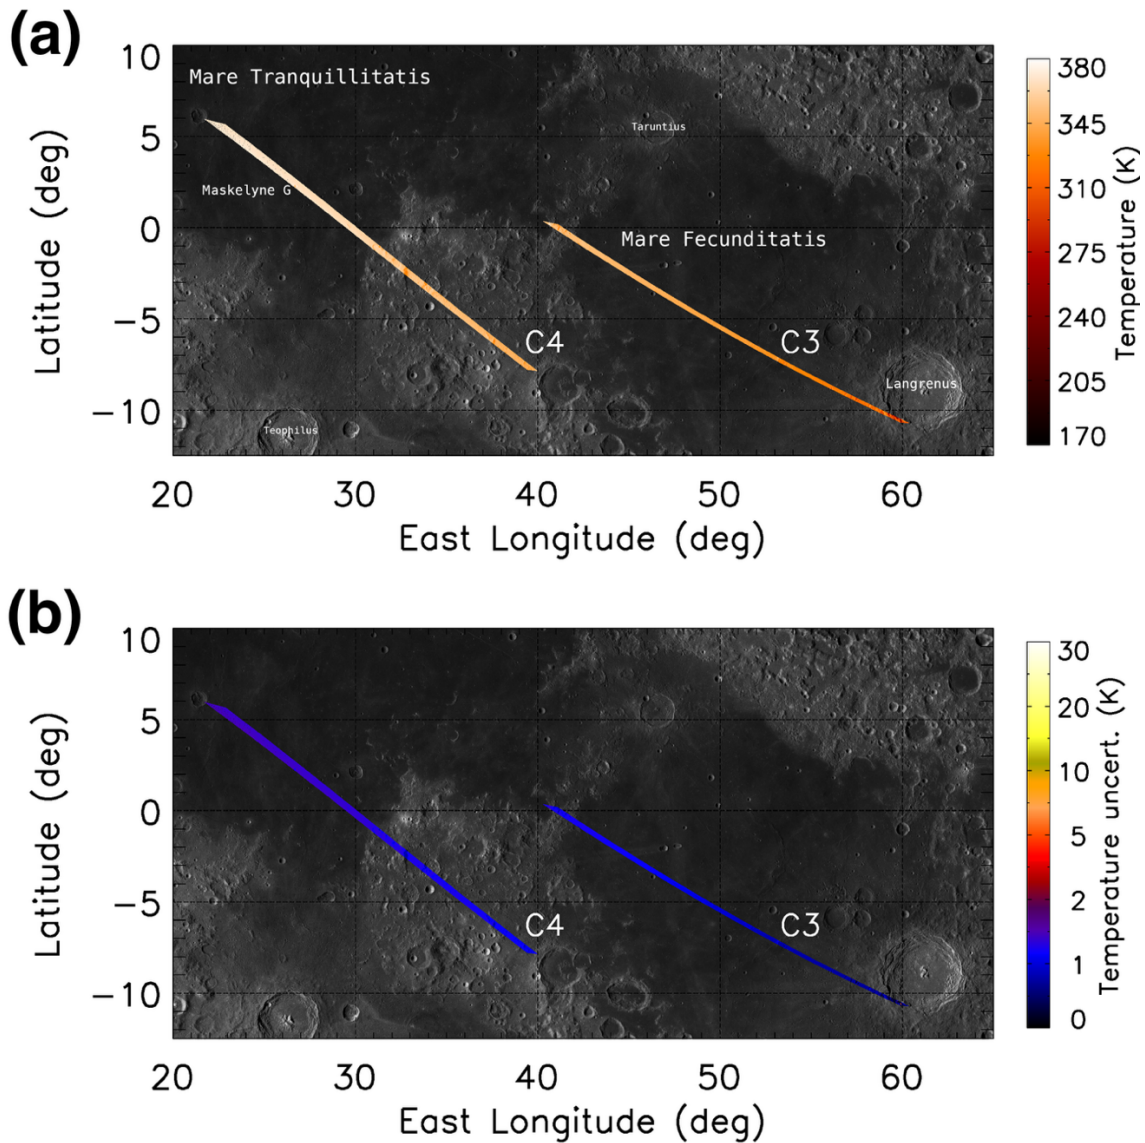 (a)
10
5
0
−5
−10
Latitude (deg)
Mare Tranquillitatis
Taruntius
Maskelyne G
Mare Fecunditatis
C4
C3
Langrenus
Teophilus
20 30 40 50 60
East Longitude (deg)
380
345
310
275
240
205
170
Temperature (K)
(b)
10
5
0
−5
−10
Latitude (deg)
C4
C3
20 30 40 50 60
East Longitude (deg)
30
20
10
5
2
1
0
Temperature uncert. (K)